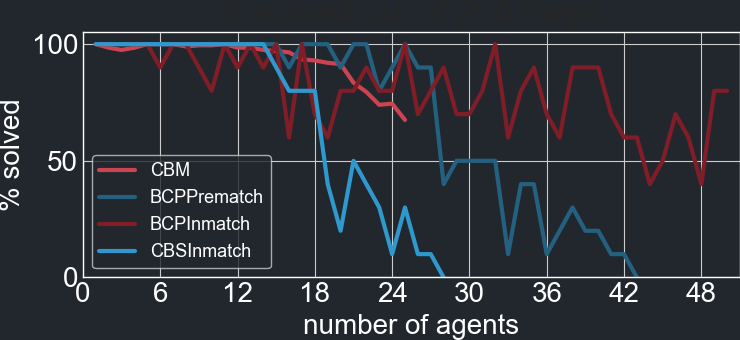 100
50
0
% solved
CBM
BCPPrematch
BCPInmatch
CBSInmatch
0 6 12 18 24 30 36 42 48
number of agents